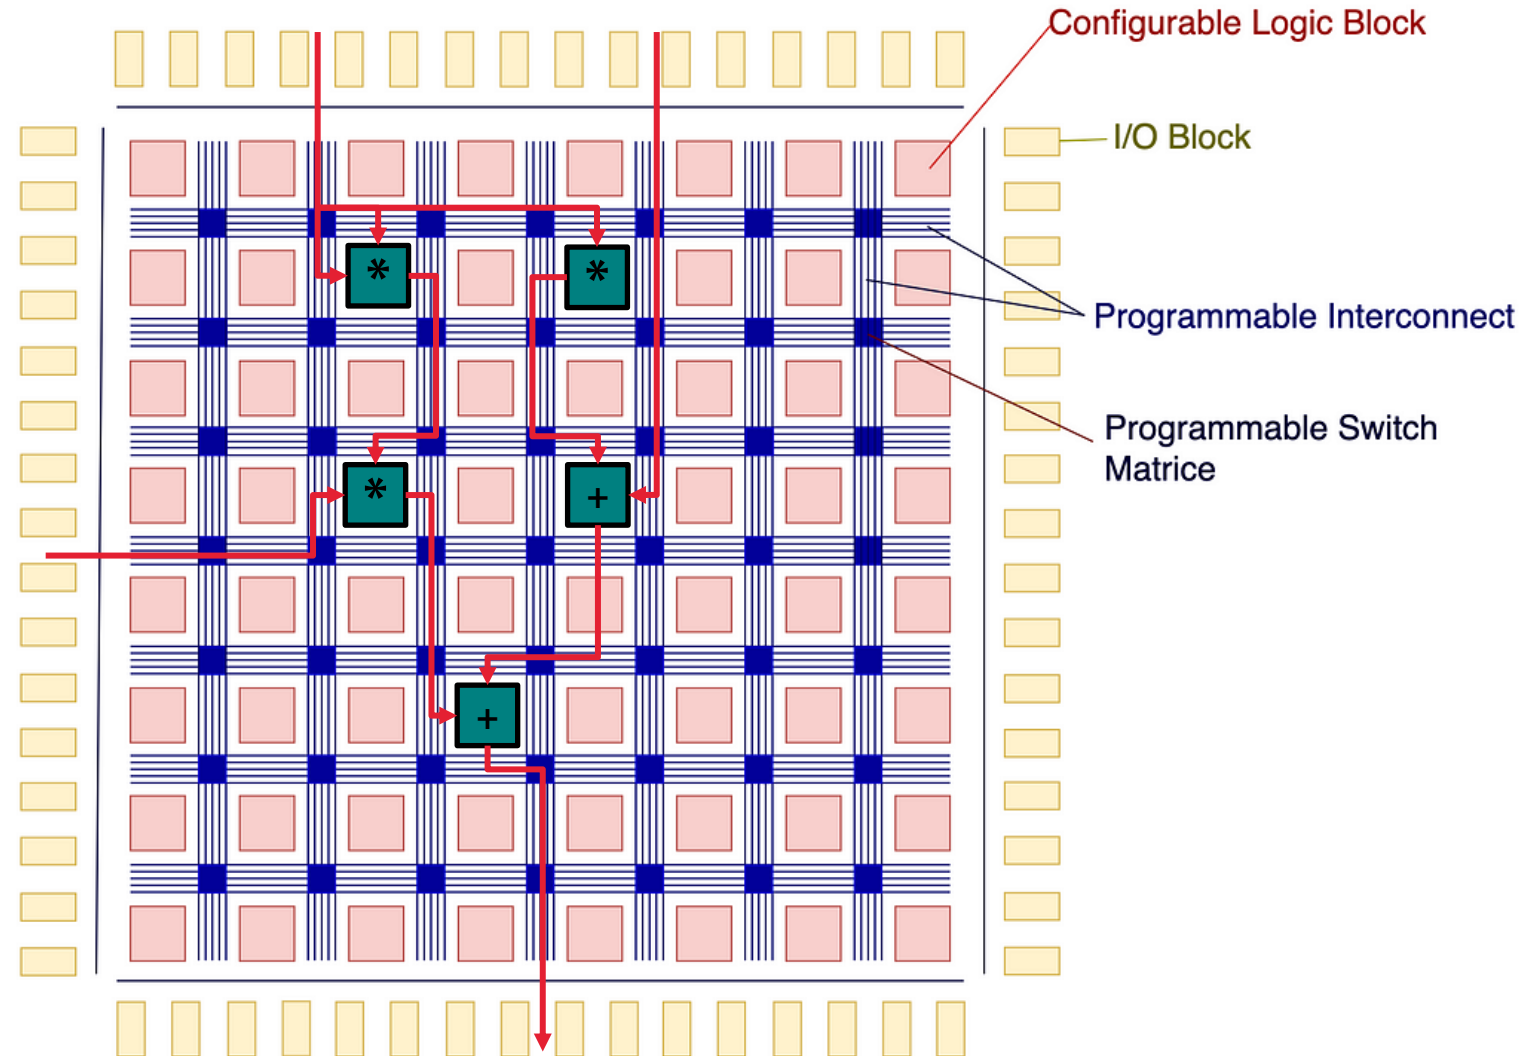 Configurable Logic Block
I/O Block
* *
Programmable Interconnect
Programmable Switch
Matrice
* +
+